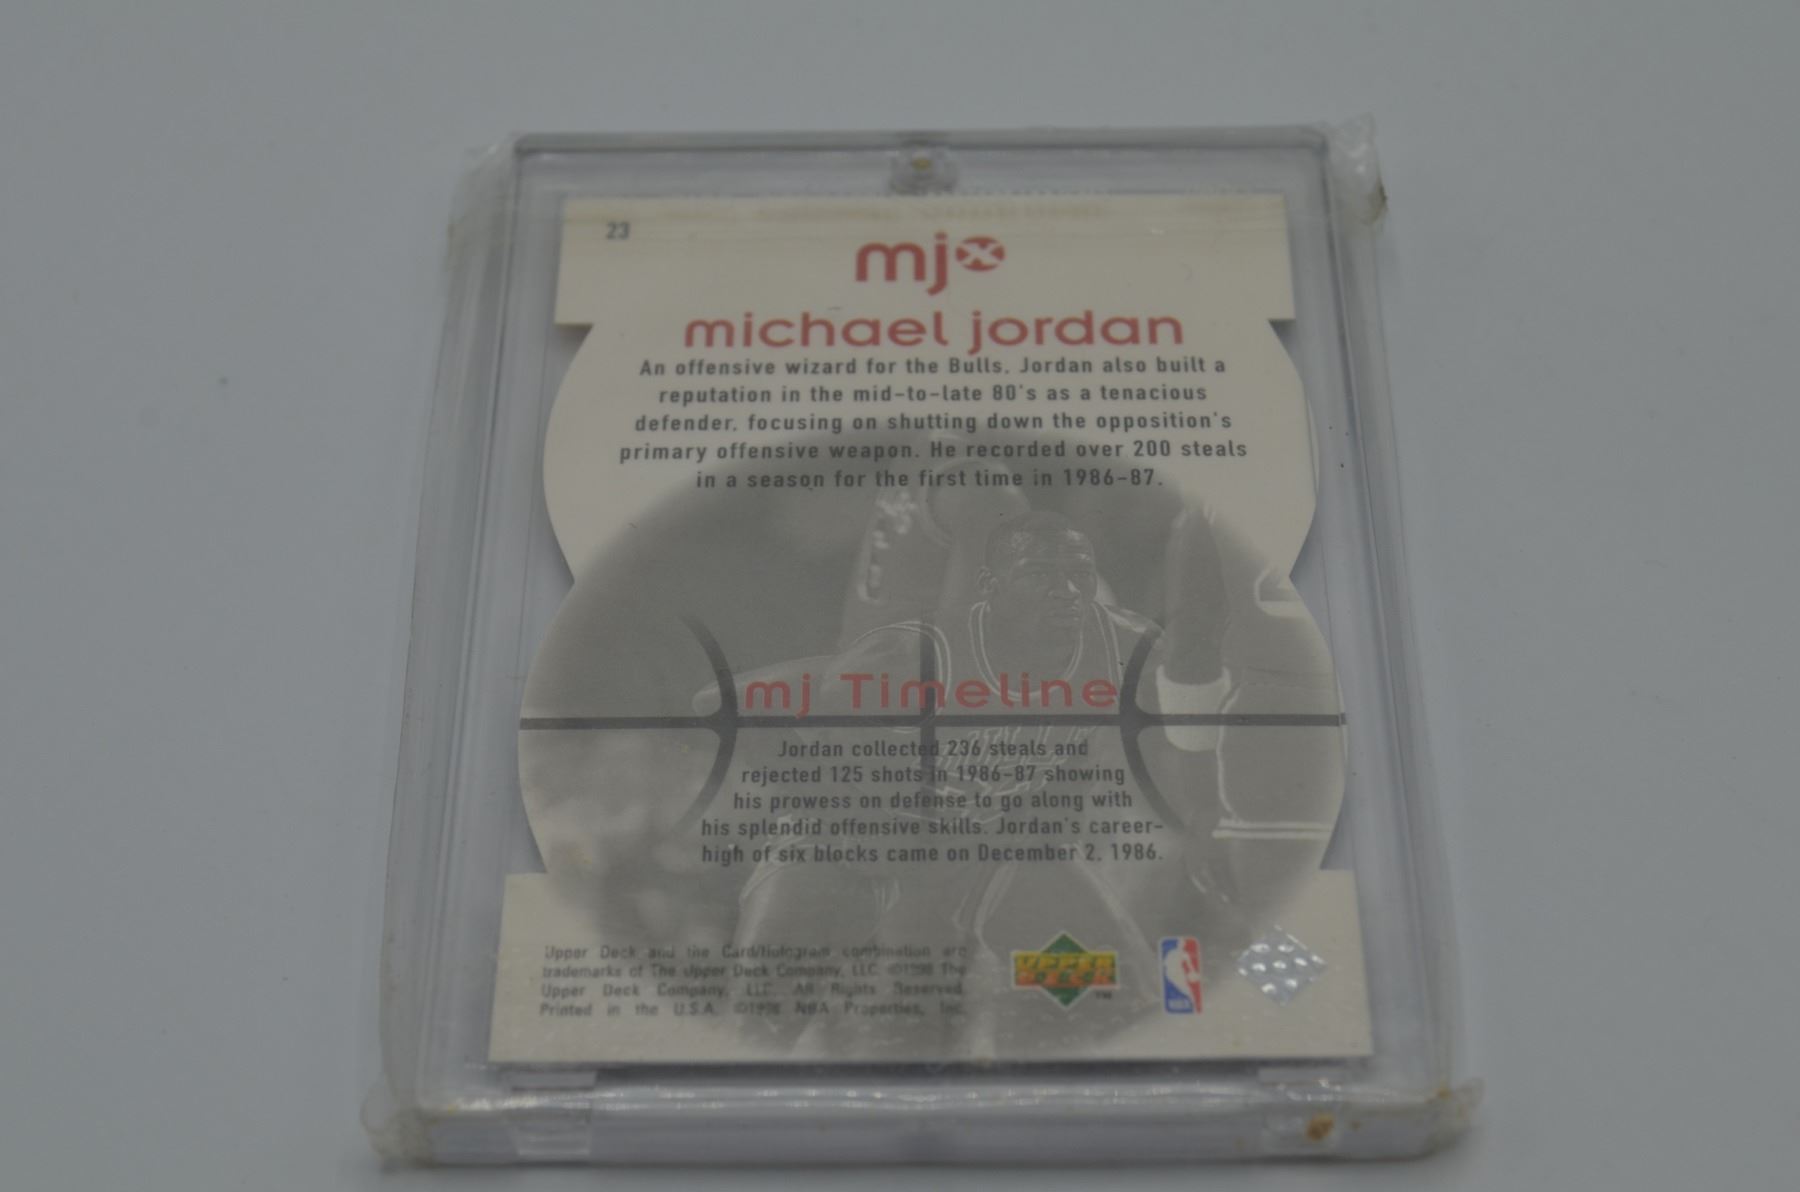 23
mjx
michael jordan
An offensive wizard for the Bulls, Jordan also built a
reputation in the mid-to-late 80's as a tenacious
defender, focusing on shutting down the opposition's
primary offensive weapon. He recorded over 200 steals
in a season for the first time in 1986-87.
mj Timeline
Jordan collected 236 steals and
rejected 125 shots in 1986-87 showing
his prowess on defense to go along with
his splendid offensive skills. Jordan's career-
high of six blocks came on December 2, 1986.
Upper Deck and the Card/Hologram combination are
trademarks of The Upper Deck Company, LLC. ©1998 The
Upper Deck Company, LLC. All Rights Reserved.
Printed in the U.S.A. ©1998 NBA Properties, Inc.
UPPER
DECK
TM
NBA